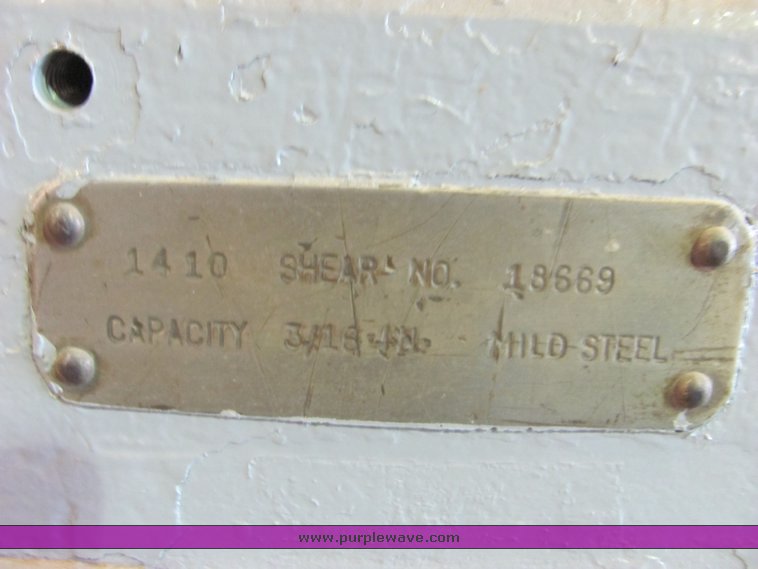 1410 SHEAR NO. 18669
CAPACITY 3/16 IN. MILD STEEL
www.purplewave.com